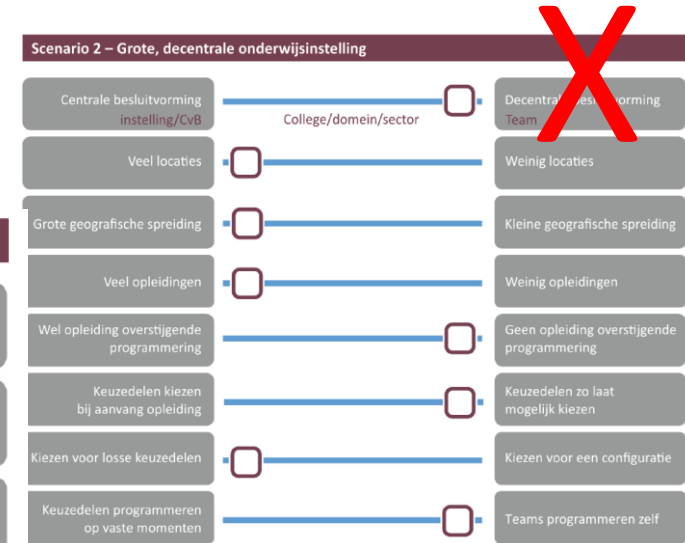 Scenario 2 – Grote, decentrale onderwijsinstelling
Centrale besluitvorming
instelling/CvB
College/domein/sector
Decentrale besluitvorming
Team
Veel locaties
Weinig locaties
Grote geografische spreiding
Kleine geografische spreiding
Veel opleidingen
Weinig opleidingen
Wel opleiding overstijgende
programmering
Geen opleiding overstijgende
programmering
Keuzedelen kiezen
bij aanvang opleiding
Keuzedelen zo laat
mogelijk kiezen
Kiezen voor losse keuzedelen
Kiezen voor een configuratie
Keuzedelen programmeren
op vaste momenten
Teams programmeren zelf